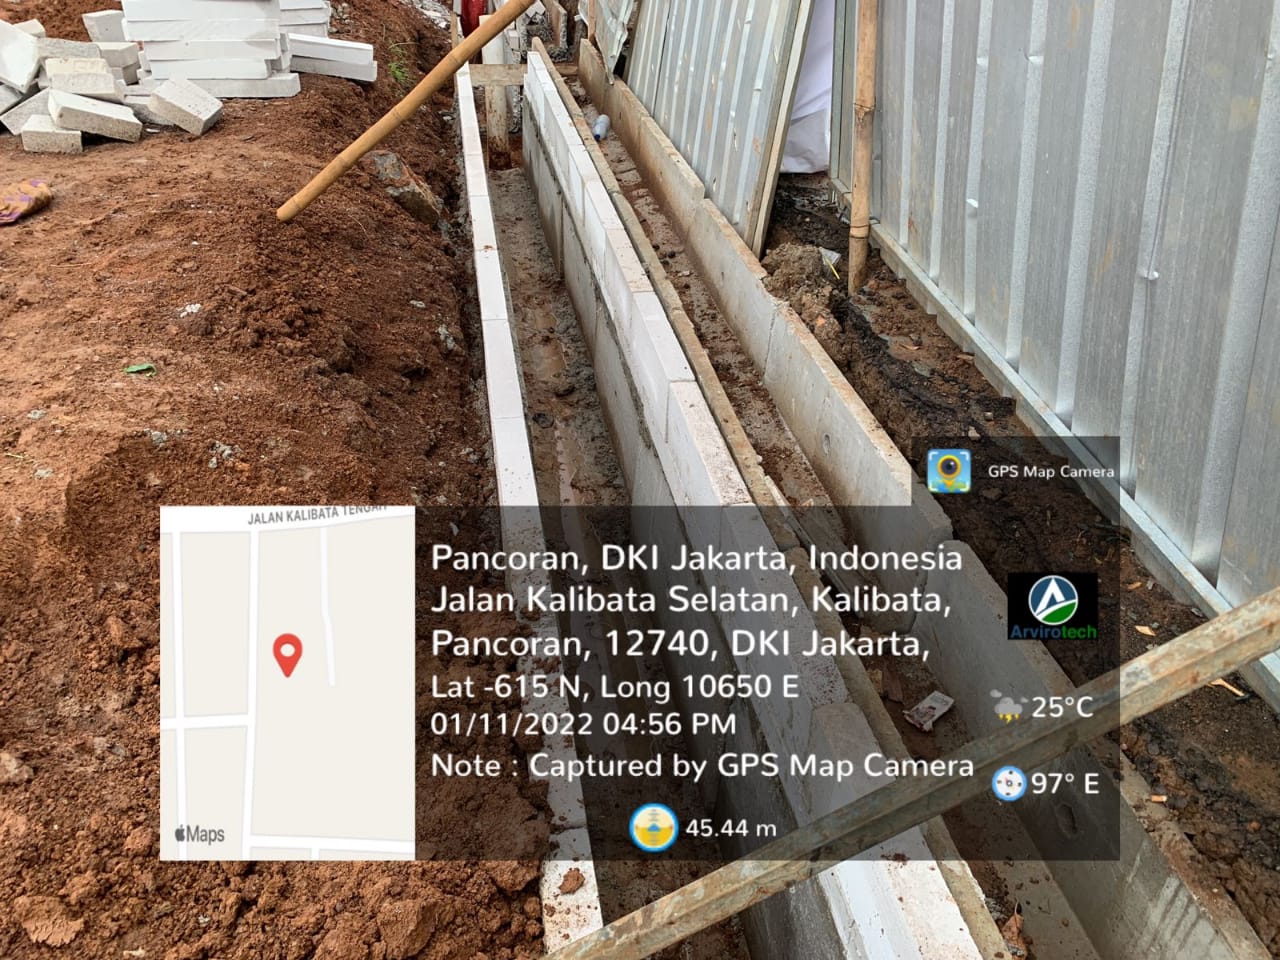 GPS Map Camera
JALAN KALIBATA TENGAH
Pancoran, DKI Jakarta, Indonesia
Jalan Kalibata Selatan, Kalibata,
Pancoran, 12740, DKI Jakarta,
Lat -615 N, Long 10650 E
01/11/2022 04:56 PM
Note : Captured by GPS Map Camera
Arvirotech
25°C
97° E
45.44 m
Maps